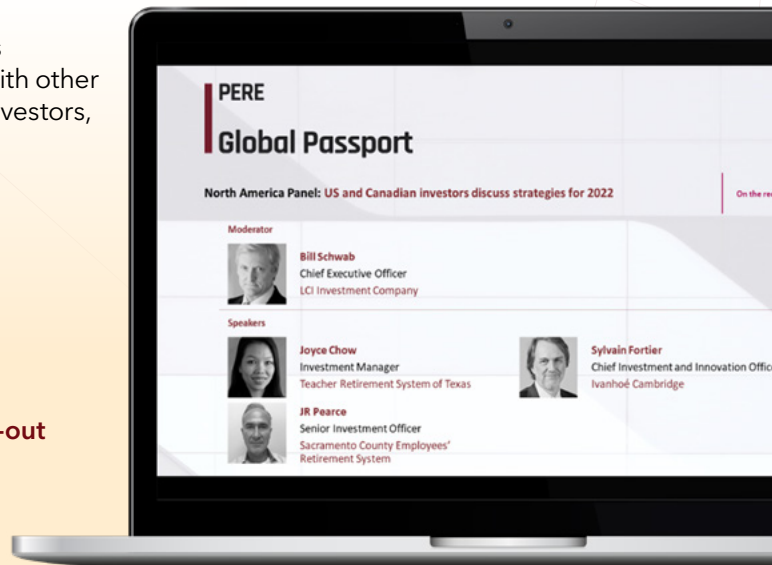 s
ith other
vestors,
-out
PERE
Global Passport
North America Panel: US and Canadian investors discuss strategies for 2022
On the rec
Moderator
Bill Schwab
Chief Executive Officer
LCI Investment Company
Speakers
Joyce Chow
Investment Manager
Teacher Retirement System of Texas
Sylvain Fortier
Chief Investment and Innovation Office
Ivanhoé Cambridge
JR Pearce
Senior Investment Officer
Sacramento County Employees'
Retirement System